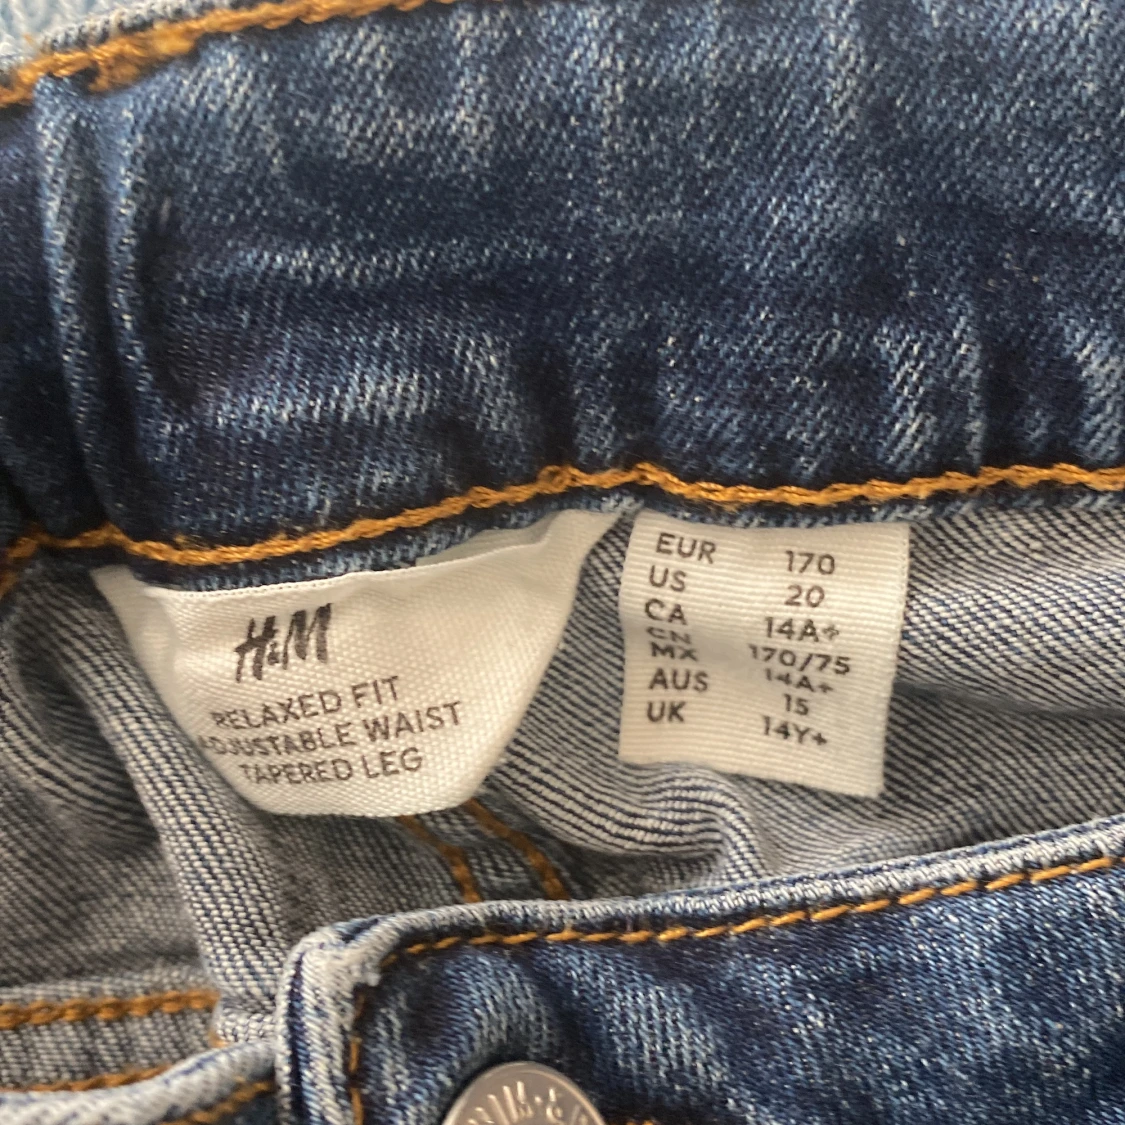 H&M
RELAXED FIT
ADJUSTABLE WAIST
TAPERED LEG
EUR 170
US 20
CA 14A+
CN 170/75
MX 14A+
AUS 15
UK 14Y+